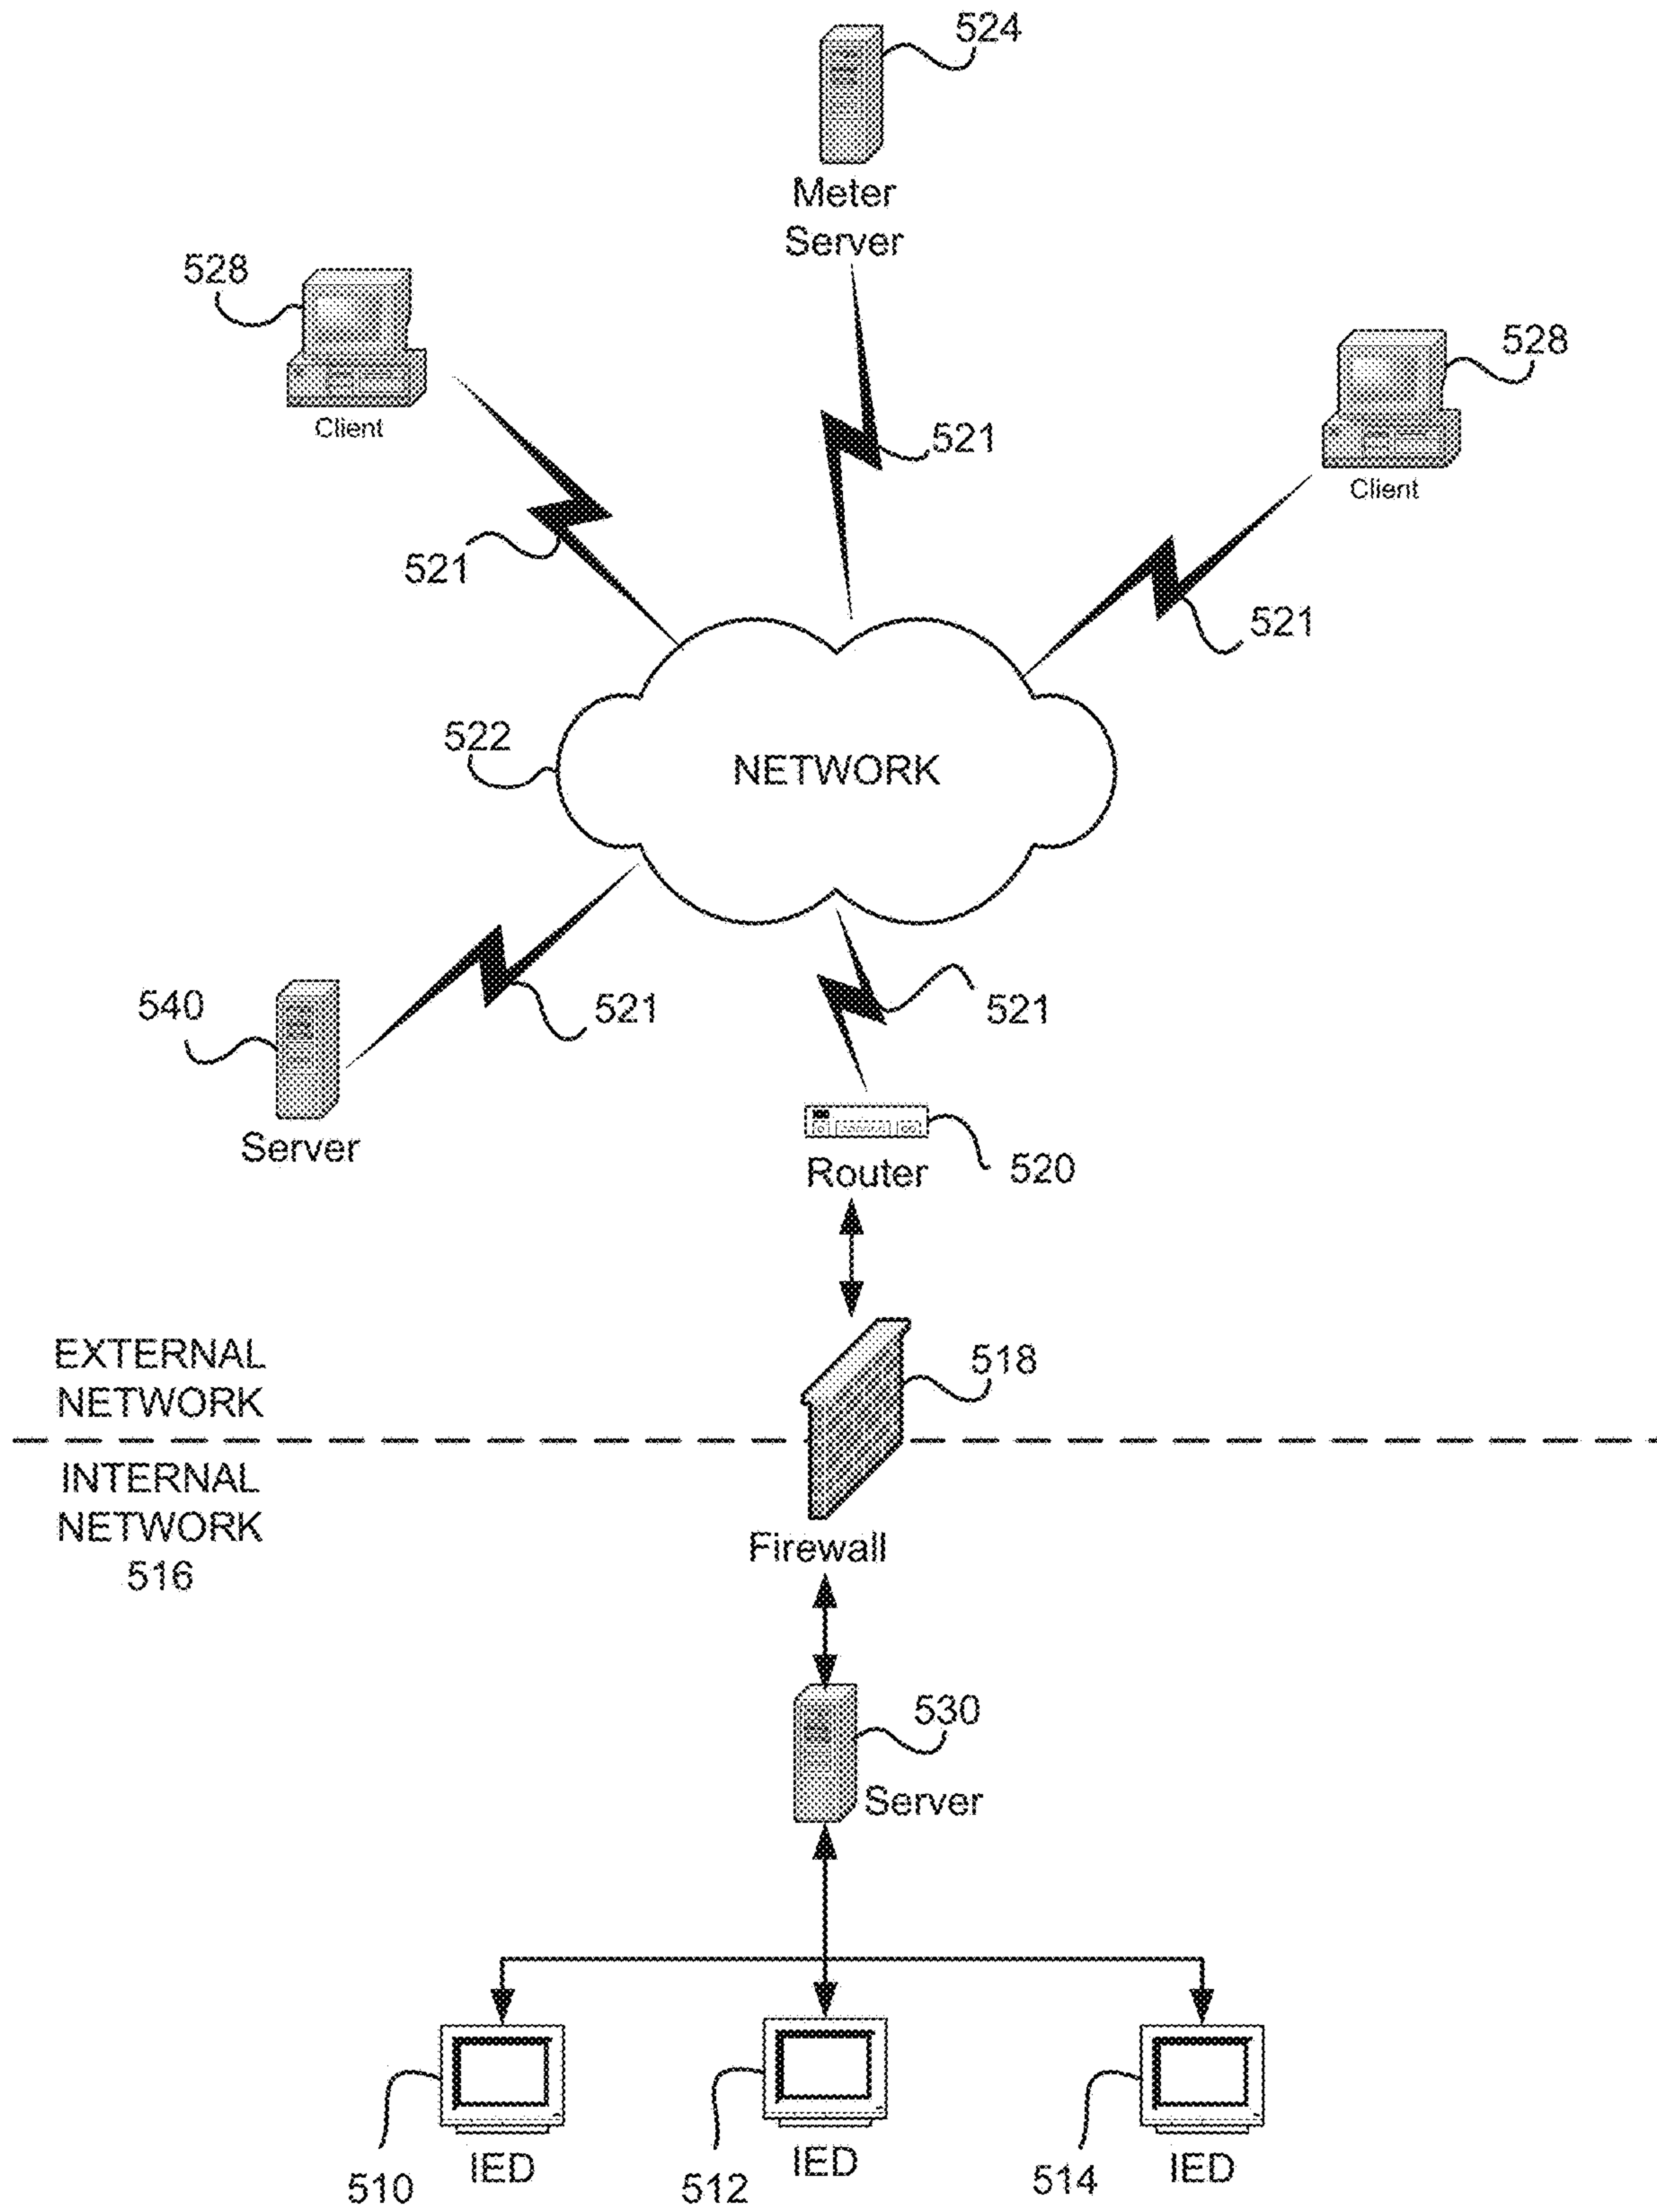 524
Meter
Server
528
Client
528
Client
521
521
521
522
NETWORK
540
Server
521
521
Router
520
EXTERNAL
NETWORK
518
INTERNAL
NETWORK
516
Firewall
530
Server
510
IED
512
IED
514
IED